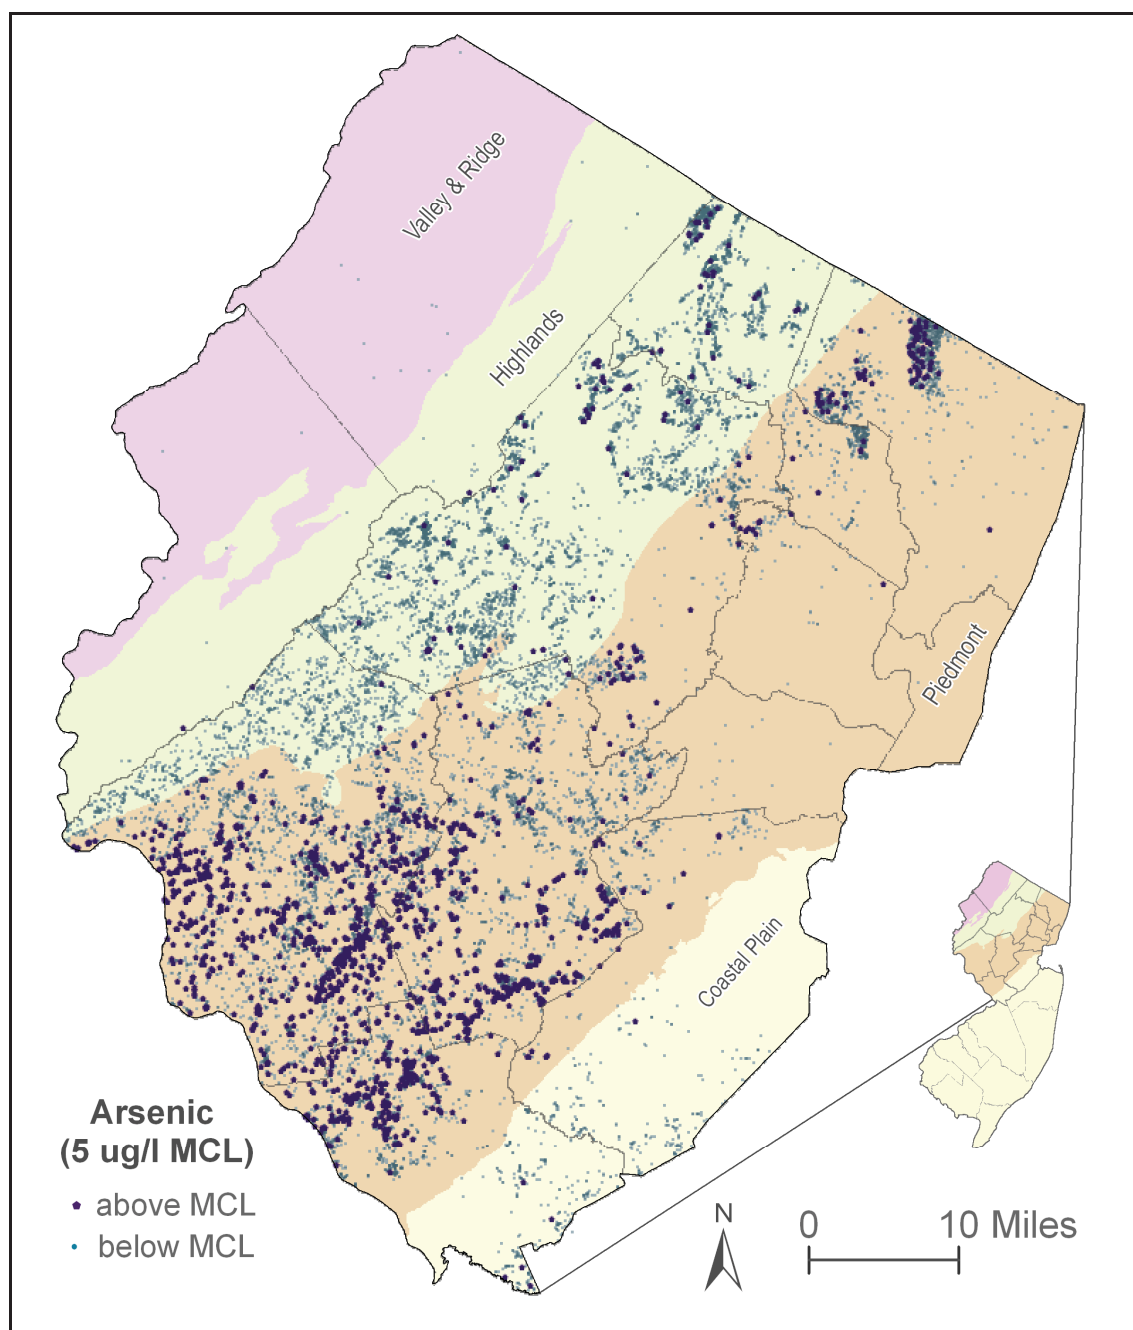 Valley & Ridge
Highlands
Piedmont
Coastal Plain
Arsenic
(5 ug/l MCL)
above MCL
below MCL
N
0 10 Miles